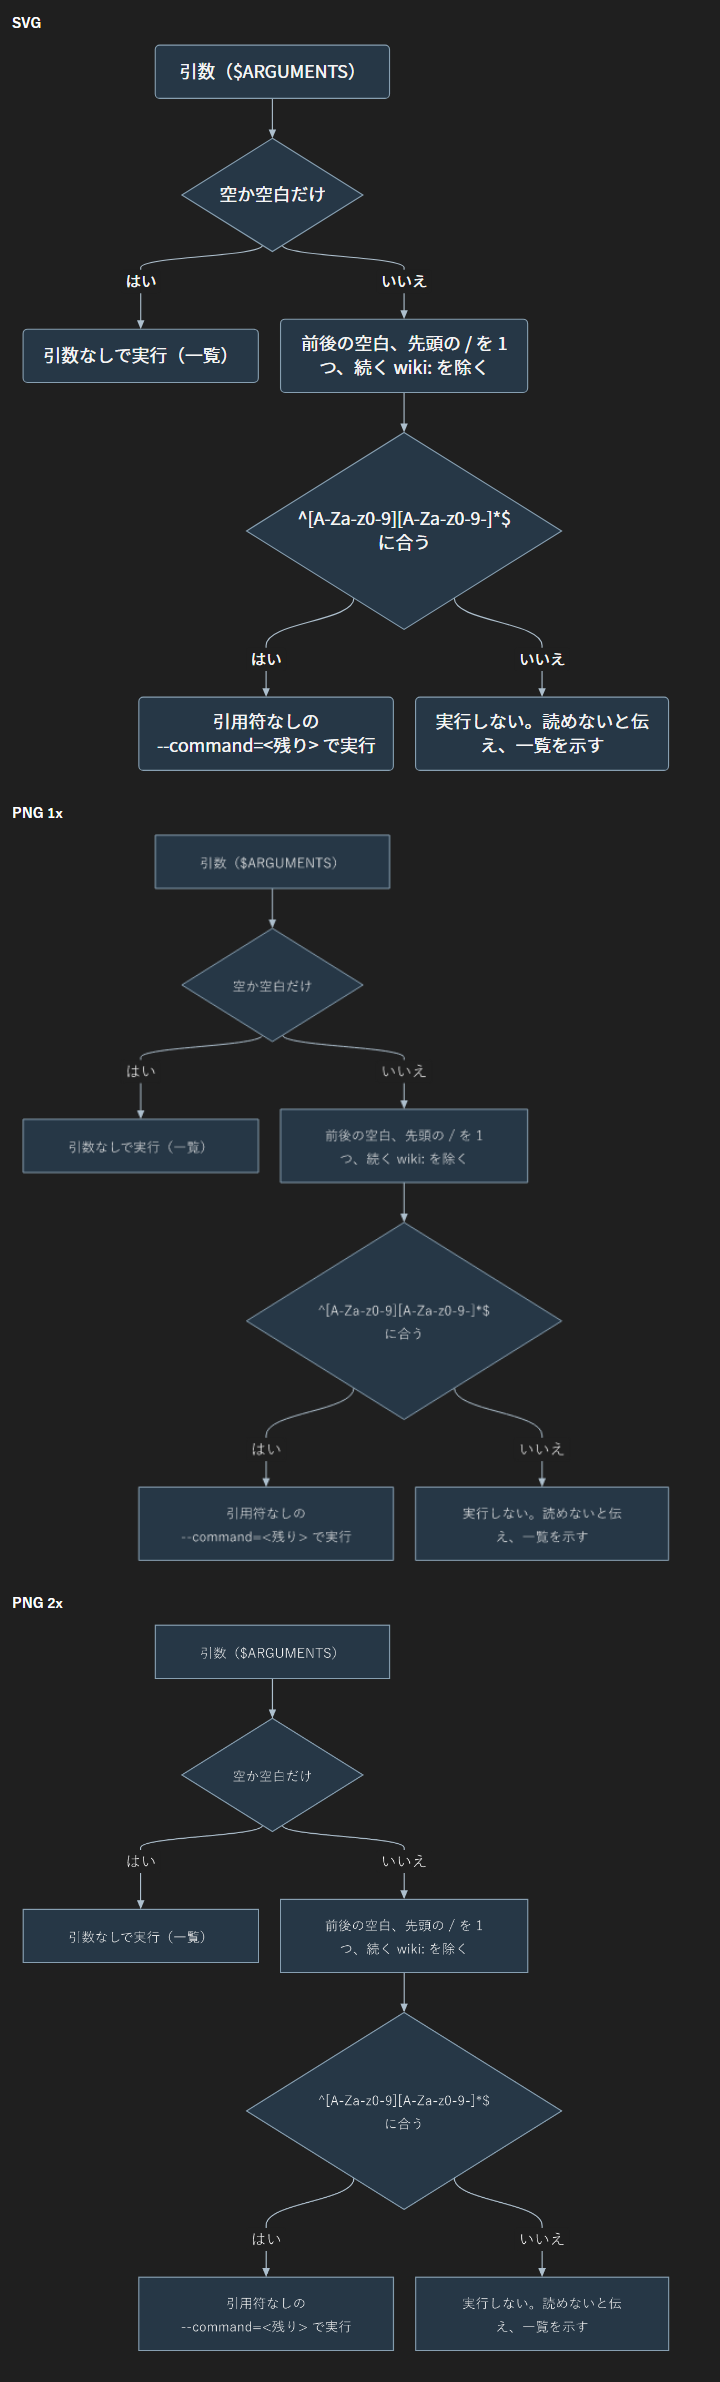 SVG
引数（$ARGUMENTS）
空か空白だけ
はい
いいえ
引数なしで実行（一覧）
前後の空白、先頭の / を 1
つ、続く wiki: を除く
^[A-Za-z0-9][A-Za-z0-9-]*$
に合う
はい
いいえ
引用符なしの
--command=<残り> で実行
実行しない。読めないと伝
え、一覧を示す
PNG 1x
引数（$ARGUMENTS）
空か空白だけ
はい
いいえ
引数なしで実行（一覧）
前後の空白、先頭の / を 1
つ、続く wiki: を除く
^[A-Za-z0-9][A-Za-z0-9-]*$
に合う
はい
いいえ
引用符なしの
--command=<残り> で実行
実行しない。読めないと伝
え、一覧を示す
PNG 2x
引数（$ARGUMENTS）
空か空白だけ
はい
いいえ
引数なしで実行（一覧）
前後の空白、先頭の / を 1
つ、続く wiki: を除く
^[A-Za-z0-9][A-Za-z0-9-]*$
に合う
はい
いいえ
引用符なしの
--command=<残り> で実行
実行しない。読めないと伝
え、一覧を示す